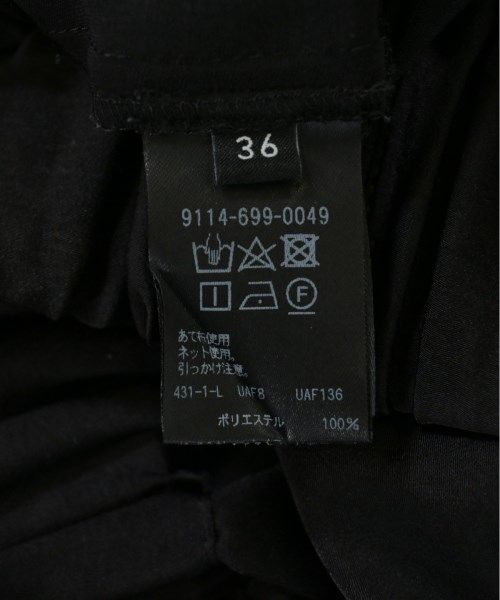 36
9114-699-0049
F
あて布使用
ネット使用。
引っかけ注意。
431-1-L UAF8 UAF136
ポリエステル 100%